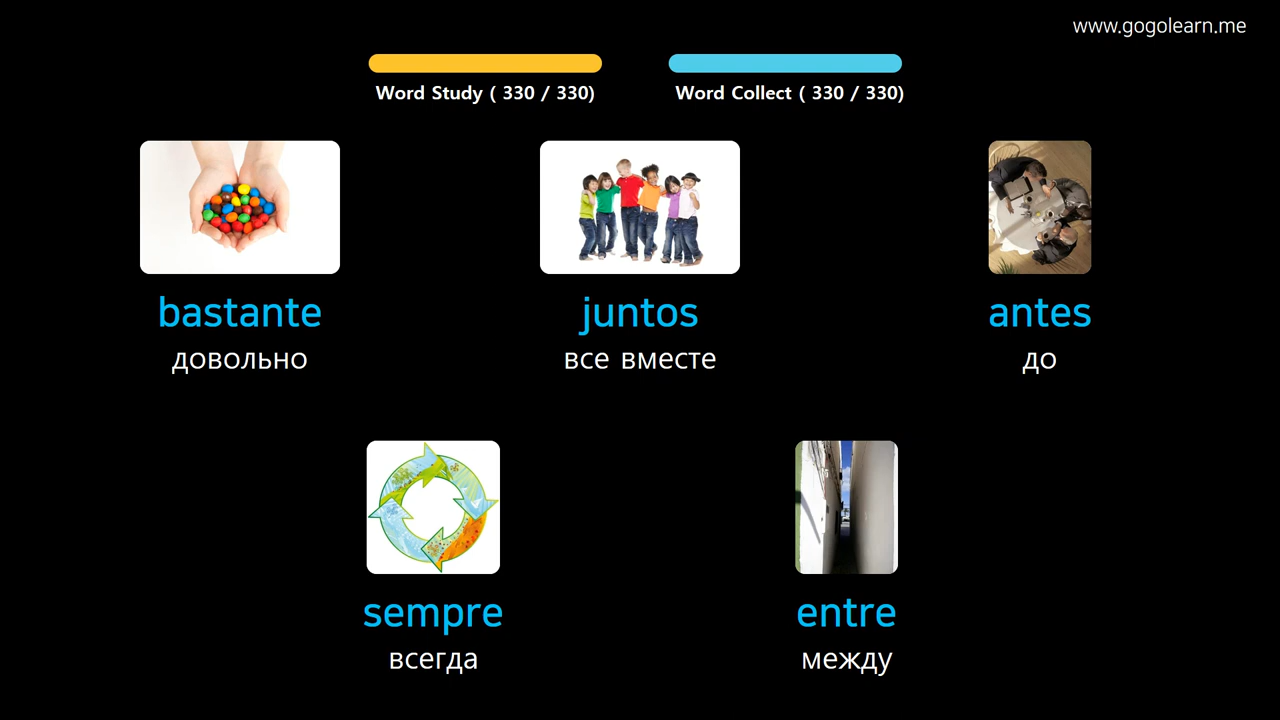 www.gogolearn.me
Word Study ( 330 / 330)
Word Collect ( 330 / 330)
bastante
juntos
antes
довольно
все вместе
до
sempre
entre
всегда
между